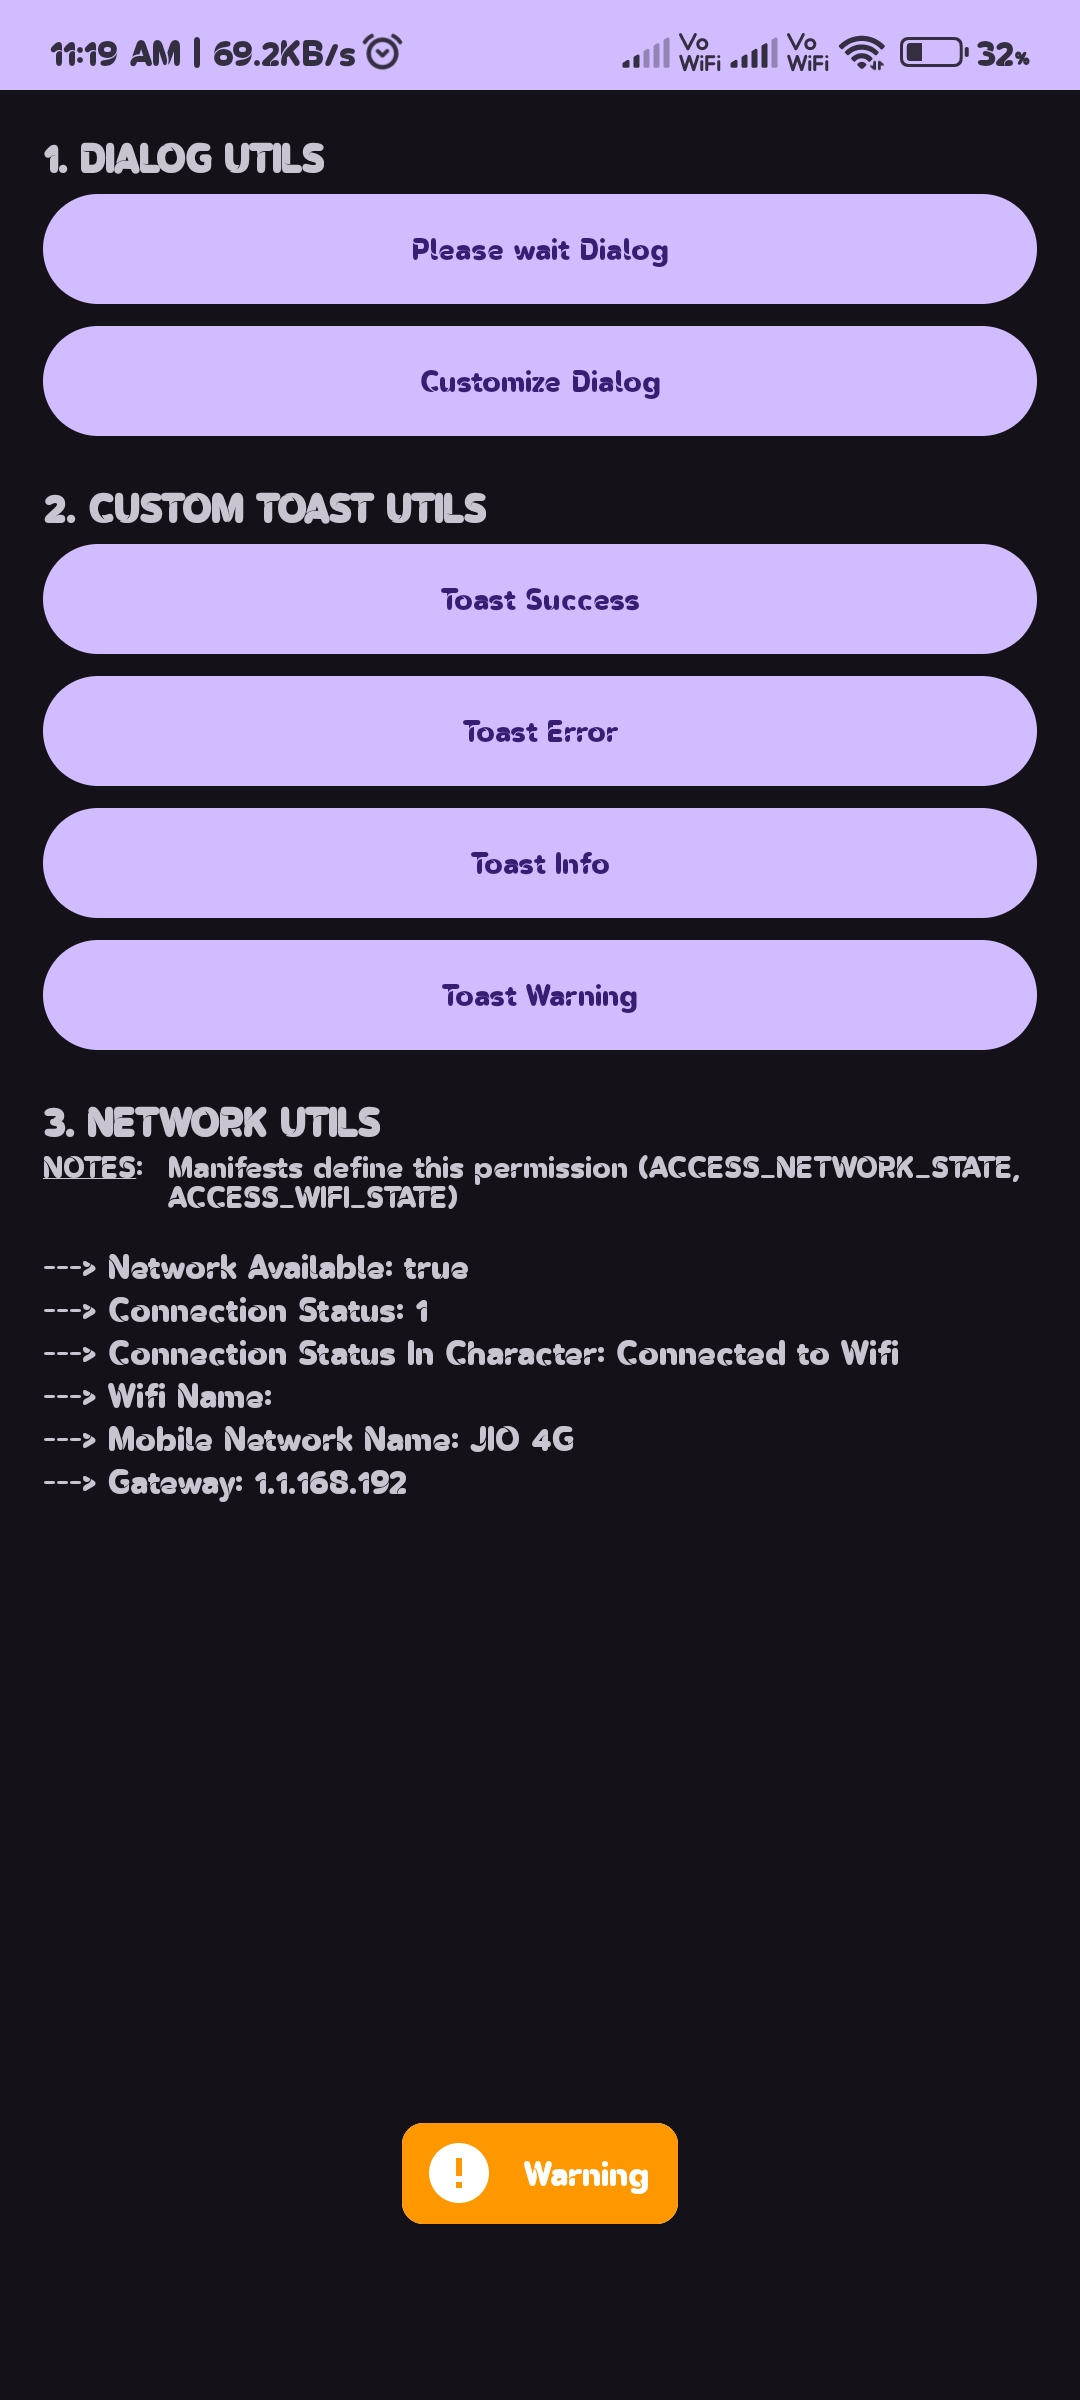 11:19 AM | 69.2KB/s Vo WiFi Vo WiFi 32%
1. DIALOG UTILS
Please wait Dialog
Customize Dialog
2. CUSTOM TOAST UTILS
Toast Success
Toast Error
Toast Info
Toast Warning
3. NETWORK UTILS
NOTES: Manifests define this permission (ACCESS_NETWORK_STATE,
ACCESS_WIFI_STATE)
---> Network Available: true
---> Connection Status: 1
---> Connection Status In Character: Connected to Wifi
---> Wifi Name:
---> Mobile Network Name: JIO 4G
---> Gateway: 1.1.168.192
Warning